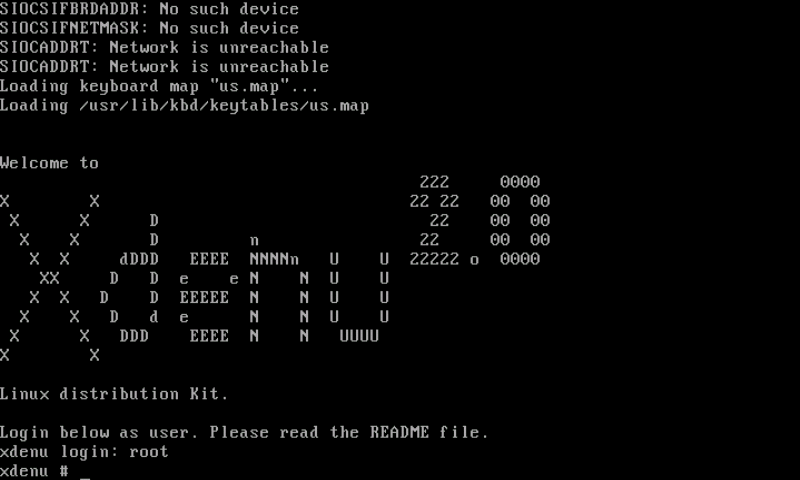 SIOCSIFBRDADDR: No such device
SIOCSIFNETMASK: No such device
SIOCADDRT: Network is unreachable
SIOCADDRT: Network is unreachable
Loading keyboard map "us.map"...
Loading /usr/lib/kbd/keytables/us.map
Welcome to
                                          222     0000
X        X                               22 22   00  00
 X      X      D                           22    00  00
  X    X       D         n                22     00  00
   X  X     dDDD   EEEE  NNNNn   U    U  22222 o  0000
    XX     D   D  e    e N    N  U    U
   X  X   D    D  EEEEE  N    N  U    U
  X    X   D   d  e      N    N  U    U
 X      X   DDD    EEEE  N    N   UUUU
X        X
Linux distribution Kit.
Login below as user. Please read the README file.
xdenu login: root
xdenu # _